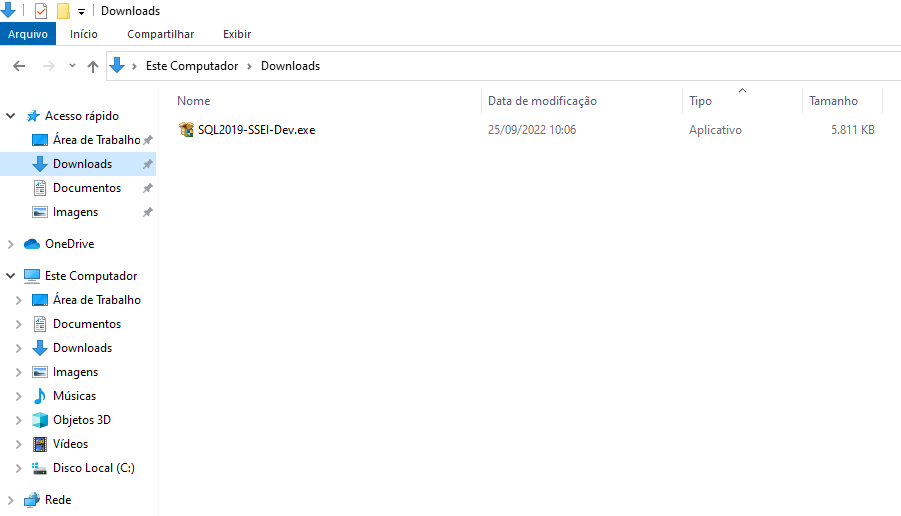 Downloads
Arquivo Início Compartilhar Exibir
Este Computador Downloads
Nome Data de modificação Tipo Tamanho
SQL2019-SSEI-Dev.exe 25/09/2022 10:06 Aplicativo 5.811 KB
Acesso rápido
Área de Trabalho
Downloads
Documentos
Imagens
OneDrive
Este Computador
Área de Trabalho
Documentos
Downloads
Imagens
Músicas
Objetos 3D
Vídeos
Disco Local (C:)
Rede